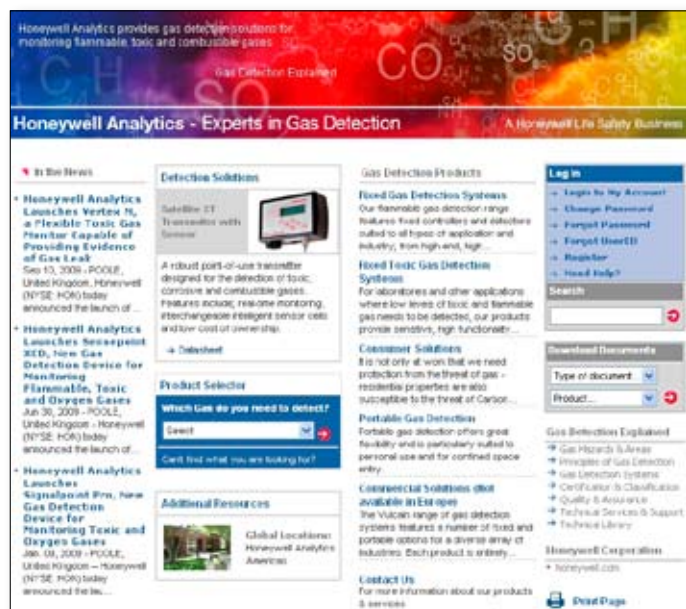 Honeywell Analytics provides gas detection solutions for
monitoring flammable, toxic and combustible gases
Gas Detection Explained
CO
SO
SO
CH
Honeywell Analytics - Experts in Gas Detection
A Honeywell Life Safety Business
In the News
Honeywell Analytics
Launches Vertex M,
a Flexible Toxic Gas
Monitor Capable of
Providing Evidence
of Gas Leak
Sep 10, 2009 - POOLE,
United Kingdom, Honeywell
(NYSE: HON) today
announced the launch of ...
Honeywell Analytics
Launches Sensepoint
XCD, New Gas
Detection Device for
Monitoring
Flammable, Toxic
and Oxygen Gases
Jun 30, 2009 - POOLE,
United Kingdom - Honeywell
(NYSE: HON) today
announced the launch of...
Honeywell Analytics
Launches
Signalpoint Pro, New
Gas Detection
Device for
Monitoring Toxic and
Oxygen Gases
Jan. 09, 2009 - POOLE,
United Kingdom – Honeywell
(NYSE: HON) today
announced the lau...
Detection Solutions
Satellite XT
Transmitter with
Sensor
A robust point-of-use transmitter
designed for the detection of toxic,
corrosive and combustible gases.
Features include; real-time monitoring,
interchangeable intelligent sensor cells
and low cost of ownership.
Datasheet
Product Selector
Which Gas do you need to detect?
Select
Can't find what you are looking for?
Additional Resources
Global Locations:
Honeywell Analytics
Americas
Gas Detection Products
Fixed Gas Detection Systems
Our flammable gas detection range
features fixed controllers and detectors
suited to all types of application and
industry, from high end, high...
Fixed Toxic Gas Detection
Systems
For laboratories and other applications
where low levels of toxic and flammable
gas needs to be detected, our products
provide sensitive, high functionality...
Consumer Solutions
It is not only at work that we need
protection from the threat of gas -
residential properties are also
susceptible to the threat of Carbon...
Portable Gas Detection
Portable gas detection offers great
flexibility and is particularly suited to
personal use and for confined space
entry.
Commercial Solutions (Not
available in Europe)
The Vulcan range of gas detection
systems features a number of fixed and
portable options for a diverse array of
industries. Each product is entirely...
Contact Us
For more information about our products
& services
Log in
Login to My Account
Change Password
Forgot Password
Forgot UserID
Register
Need Help?
Search
Download Documents
Type of document
Product...
Gas Detection Explained
Gas Hazards & Areas
Principles of Gas Detection
Gas Detection Systems
Certification & Classification
Quality & Assurance
Technical Services & Support
Technical Library
Honeywell Corporation
honeywell.com
Print Page